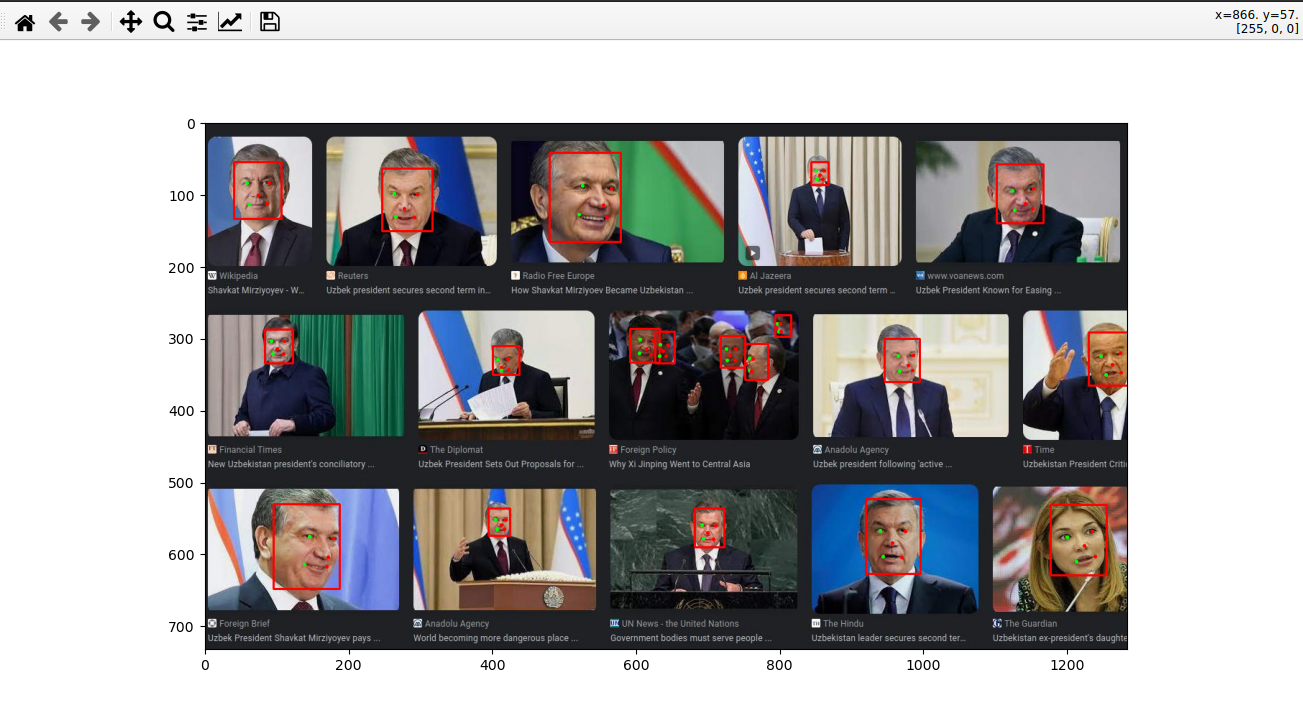 x=866. y=57.
[255, 0, 0]
0
100
200
300
400
500
600
700
0
200
400
600
800
1000
1200
W Wikipedia
Shavkat Mirziyoyev - W...
Reuters
Uzbek president secures second term in...
Radio Free Europe
How Shavkat Mirziyoev Became Uzbekistan ...
Al Jazeera
Uzbek president secures second term ...
www.voanews.com
Uzbek President Known for Easing ...
Financial Times
New Uzbekistan president's conciliatory ...
D The Diplomat
Uzbek President Sets Out Proposals for ...
Foreign Policy
Why Xi Jinping Went to Central Asia
Anadolu Agency
Uzbek president following 'active ...
Time
Uzbekistan President Criti
Foreign Brief
Uzbek President Shavkat Mirziyoyev pays ...
Anadolu Agency
World becoming more dangerous place ...
UN News - the United Nations
Government bodies must serve people ...
TH The Hindu
Uzbekistan leader secures second ter...
The Guardian
Uzbekistan ex-president's daughte